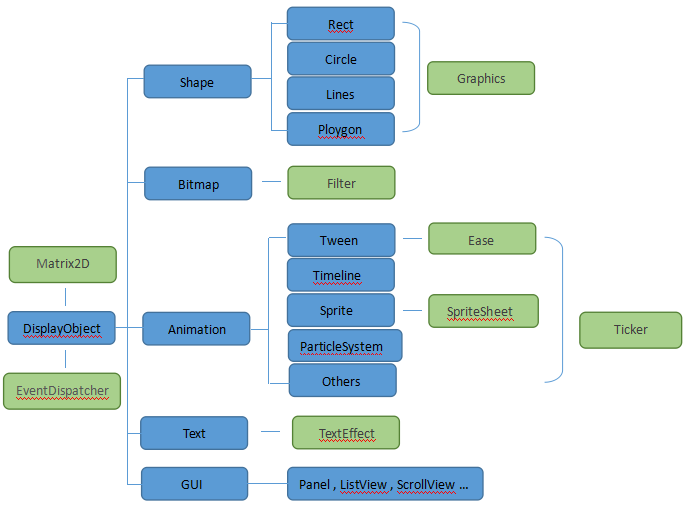 Rect
Circle
Graphics
Shape
Lines
Ploygon
Bitmap
Filter
Tween
Ease
Matrix2D
Timeline
Sprite
SpriteSheet
DisplayObject
Animation
Ticker
ParticleSystem
EventDispatcher
Others
Text
TextEffect
GUI
Panel , ListView , ScrollView ...